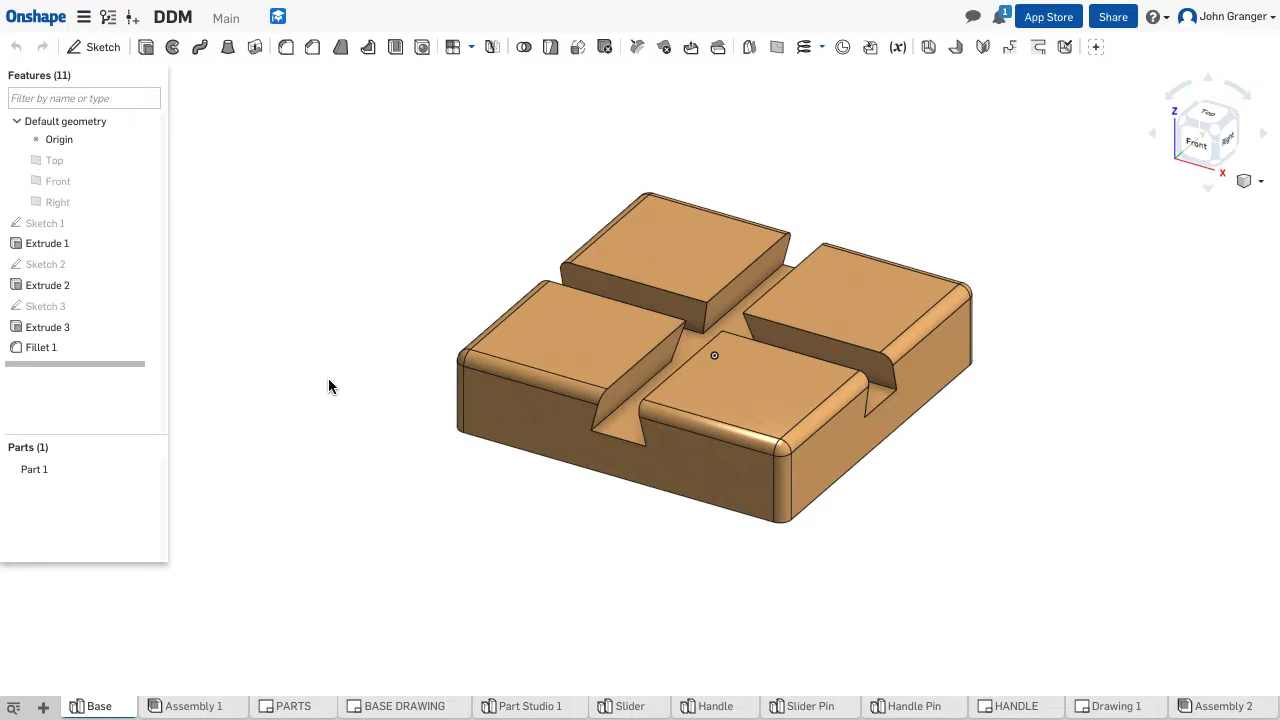 Onshape
DDM
Main
1
App Store
Share
John Granger
Sketch
(x)
Features (11)
Filter by name or type
Default geometry
Origin
Top
Front
Right
Sketch 1
Extrude 1
Sketch 2
Extrude 2
Sketch 3
Extrude 3
Fillet 1
Parts (1)
Part 1
Top
Z
Front
Right
X
Base
Assembly 1
PARTS
BASE DRAWING
Part Studio 1
Slider
Handle
Slider Pin
Handle Pin
HANDLE
Drawing 1
Assembly 2